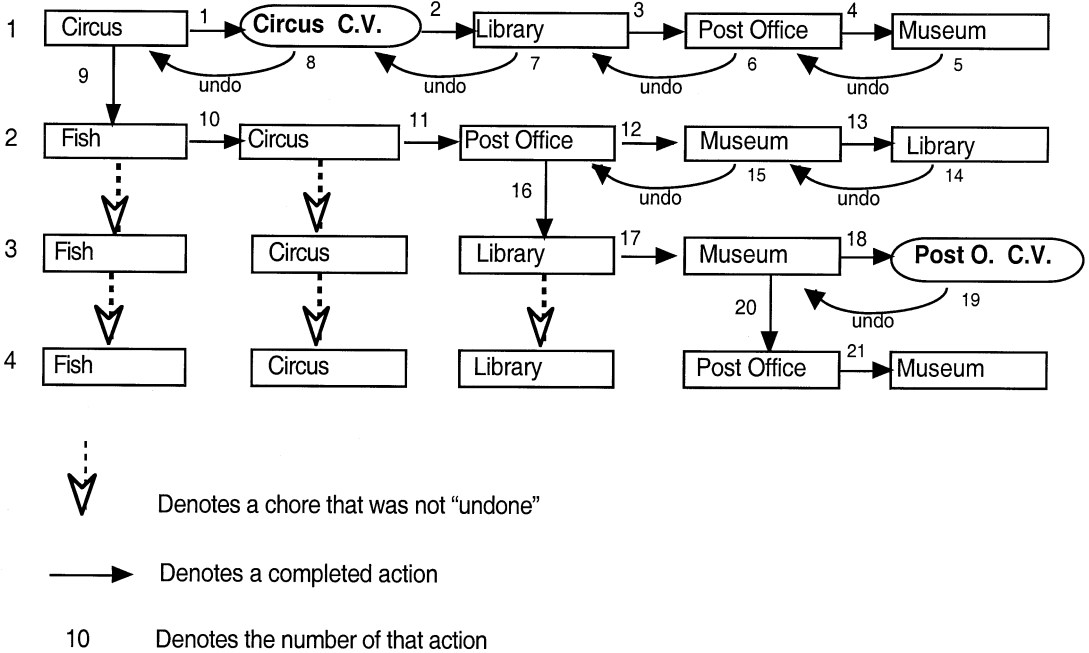 1 2 3 4
1 Circus Circus C.V. Library Post Office Museum
9 undo 8 undo 7 undo 6 undo 5
10 11 12 13
2 Fish Circus Post Office Museum Library
16 undo 15 undo 14
17 18
3 Fish Circus Library Museum Post O. C.V.
20 undo 19
21
4 Fish Circus Library Post Office Museum
Denotes a chore that was not “undone”
Denotes a completed action
10 Denotes the number of that action